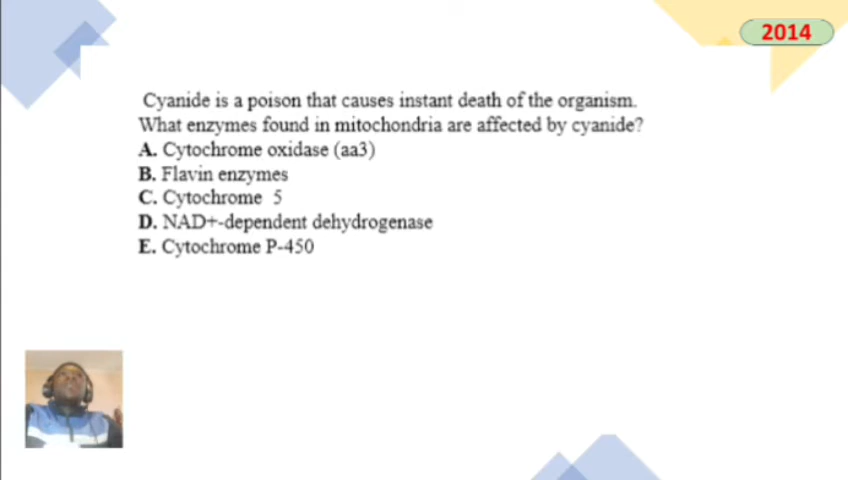 2014
Cyanide is a poison that causes instant death of the organism.
What enzymes found in mitochondria are affected by cyanide?
A. Cytochrome oxidase (aa3)
B. Flavin enzymes
C. Cytochrome  5
D. NAD+-dependent dehydrogenase
E. Cytochrome P-450